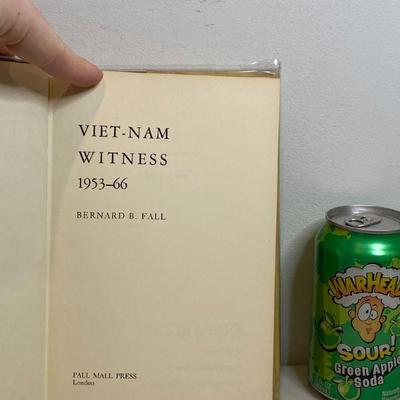 VIET-NAM
WITNESS
1953–66
BERNARD B. FALL
PALL MALL PRESS
London
WARHEADS
SOUR!
Green Apple
Soda